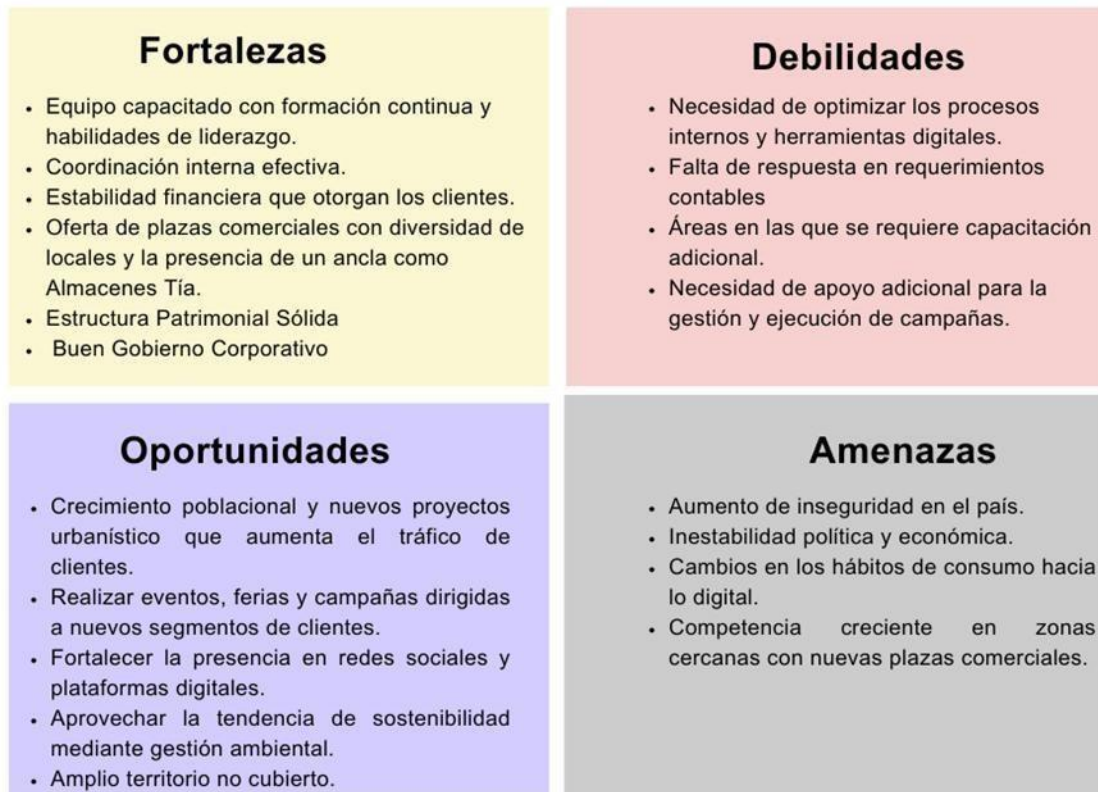 Fortalezas
• Equipo capacitado con formación continua y
habilidades de liderazgo.
• Coordinación interna efectiva.
• Estabilidad financiera que otorgan los clientes.
• Oferta de plazas comerciales con diversidad de
locales y la presencia de un ancla como
Almacenes Tía.
• Estructura Patrimonial Sólida
• Buen Gobierno Corporativo
Debilidades
• Necesidad de optimizar los procesos
internos y herramientas digitales.
• Falta de respuesta en requerimientos
contables
• Áreas en las que se requiere capacitación
adicional.
• Necesidad de apoyo adicional para la
gestión y ejecución de campañas.
Oportunidades
• Crecimiento poblacional y nuevos proyectos
urbanístico que aumenta el tráfico de
clientes.
• Realizar eventos, ferias y campañas dirigidas
a nuevos segmentos de clientes.
• Fortalecer la presencia en redes sociales y
plataformas digitales.
• Aprovechar la tendencia de sostenibilidad
mediante gestión ambiental.
• Amplio territorio no cubierto.
Amenazas
• Aumento de inseguridad en el país.
• Inestabilidad política y económica.
• Cambios en los hábitos de consumo hacia
lo digital.
• Competencia creciente en zonas
cercanas con nuevas plazas comerciales.